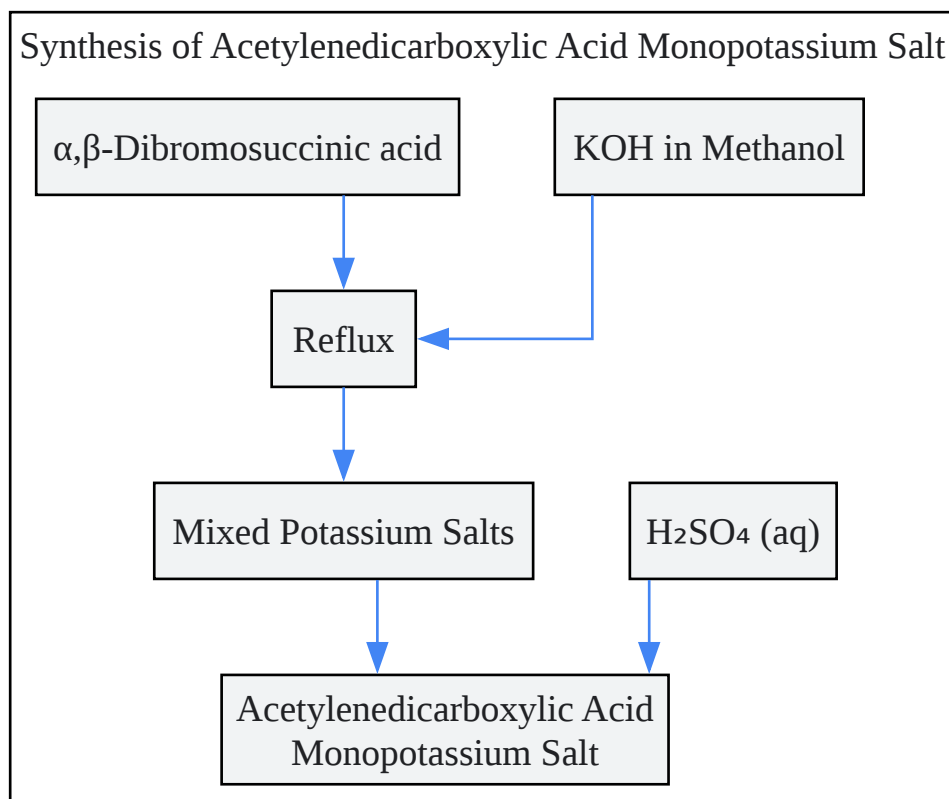 Synthesis of Acetylenedicarboxylic Acid Monopotassium Salt
α,β-Dibromosuccinic acid
KOH in Methanol
Reflux
Mixed Potassium Salts
H₂SO₄ (aq)
Acetylenedicarboxylic Acid
Monopotassium Salt